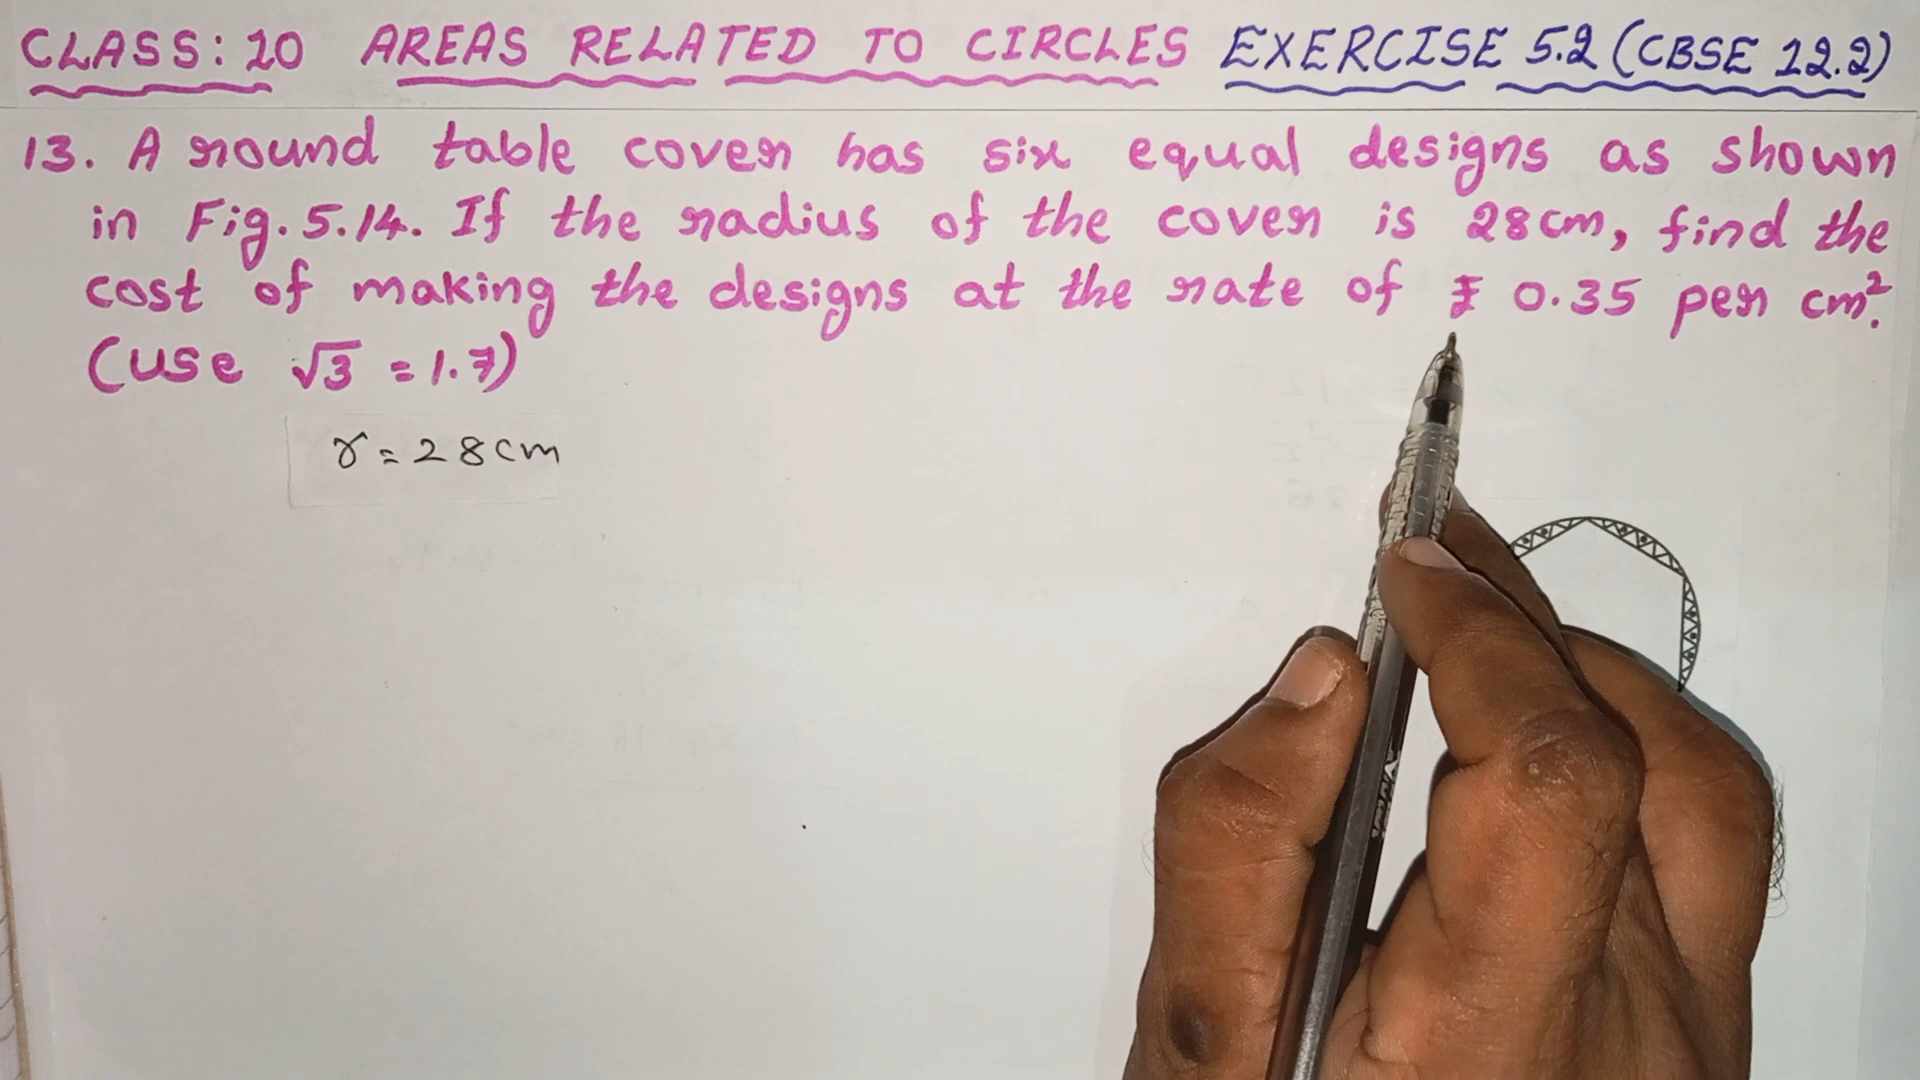 CLASS: 10 AREAS RELATED TO CIRCLES EXERCISE 5.2 (CBSE 12.2)
13. A round table cover has six equal designs as shown
in Fig. 5.14. If the radius of the cover is 28cm, find the
cost of making the designs at the rate of ₹ 0.35 per cm².
(use √3 = 1.7)
r = 28cm